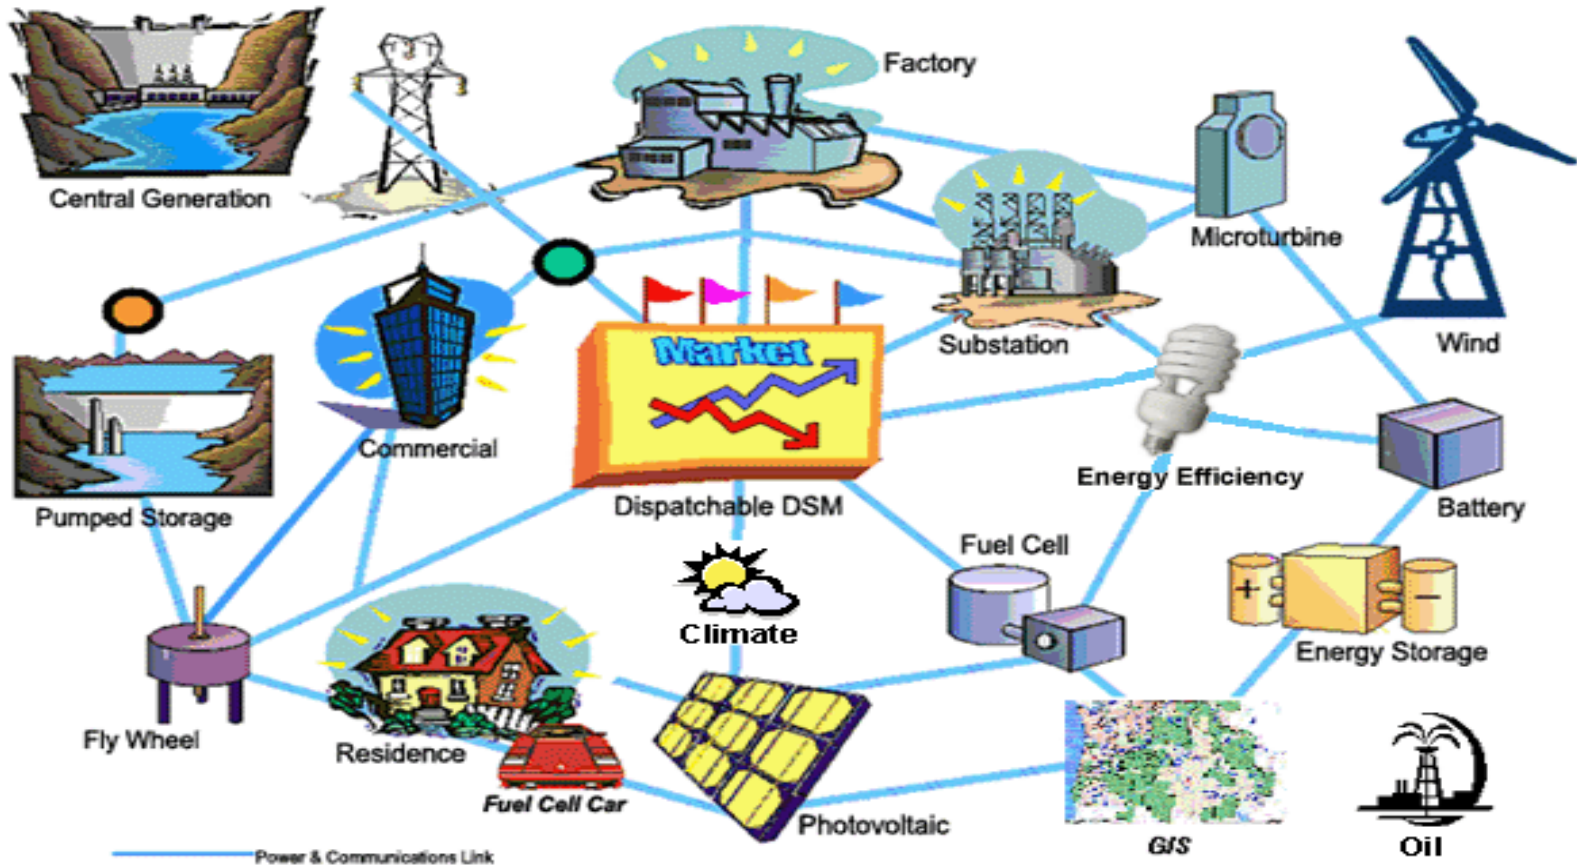 Factory
Central Generation
Microturbine
Market
Substation
Wind
Commercial
Energy Efficiency
Pumped Storage
Dispatchable DSM
Battery
Fuel Cell
+
−
Climate
Energy Storage
Fly Wheel
Residence
Fuel Cell Car
Photovoltaic
GIS
Oil
Power & Communications Link